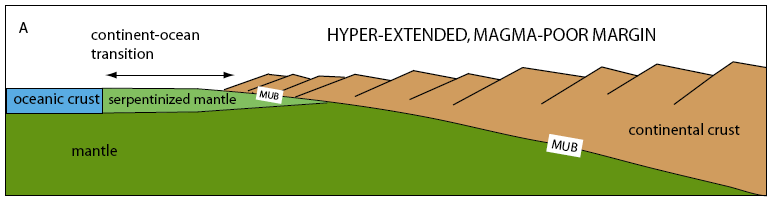 A
continent-ocean
transition
HYPER-EXTENDED, MAGMA-POOR MARGIN
oceanic crust
serpentinized mantle
MUB
continental crust
MUB
mantle